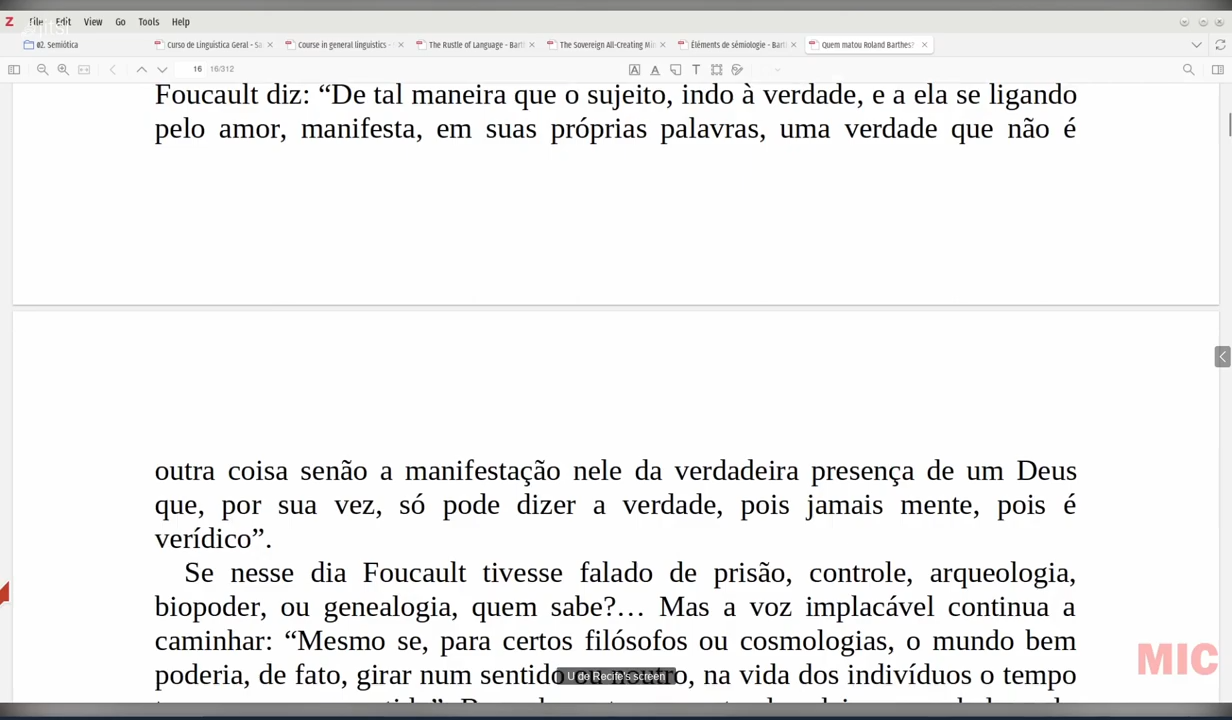 File Edit View Go Tools Help
02. Semiótica
Curso de Linguística Geral - Sa
Course in general linguistics -
The Rustle of Language - Bart
The Sovereign All-Creating Min
Éléments de sémiologie - Bar
Quem matou Roland Barthes?
16 16/312
Foucault diz: “De tal maneira que o sujeito, indo à verdade, e a ela se ligando
pelo amor, manifesta, em suas próprias palavras, uma verdade que não é
outra coisa senão a manifestação nele da verdadeira presença de um Deus
que, por sua vez, só pode dizer a verdade, pois jamais mente, pois é
verídico”.
Se nesse dia Foucault tivesse falado de prisão, controle, arqueologia,
biopoder, ou genealogia, quem sabe?… Mas a voz implacável continua a
caminhar: “Mesmo se, para certos filósofos ou cosmologias, o mundo bem
poderia, de fato, girar num sentido ou noutro, na vida dos indivíduos o tempo
U de Recife's screen
MIC